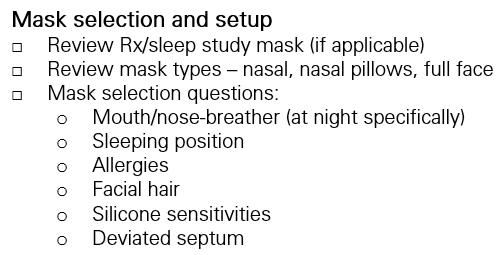 Mask selection and setup
□ Review Rx/sleep study mask (if applicable)
□ Review mask types – nasal, nasal pillows, full face
□ Mask selection questions:
o Mouth/nose-breather (at night specifically)
o Sleeping position
o Allergies
o Facial hair
o Silicone sensitivities
o Deviated septum